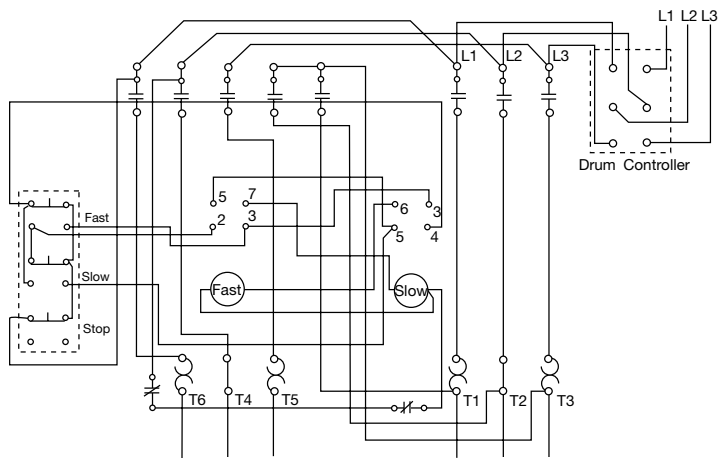 L1 L2 L3
L1
L2
L3
Drum Controller
5
7
6
3
Fast
2
3
5
4
Slow
Fast
Slow
Stop
T6
T4
T5
T1
T2
T3